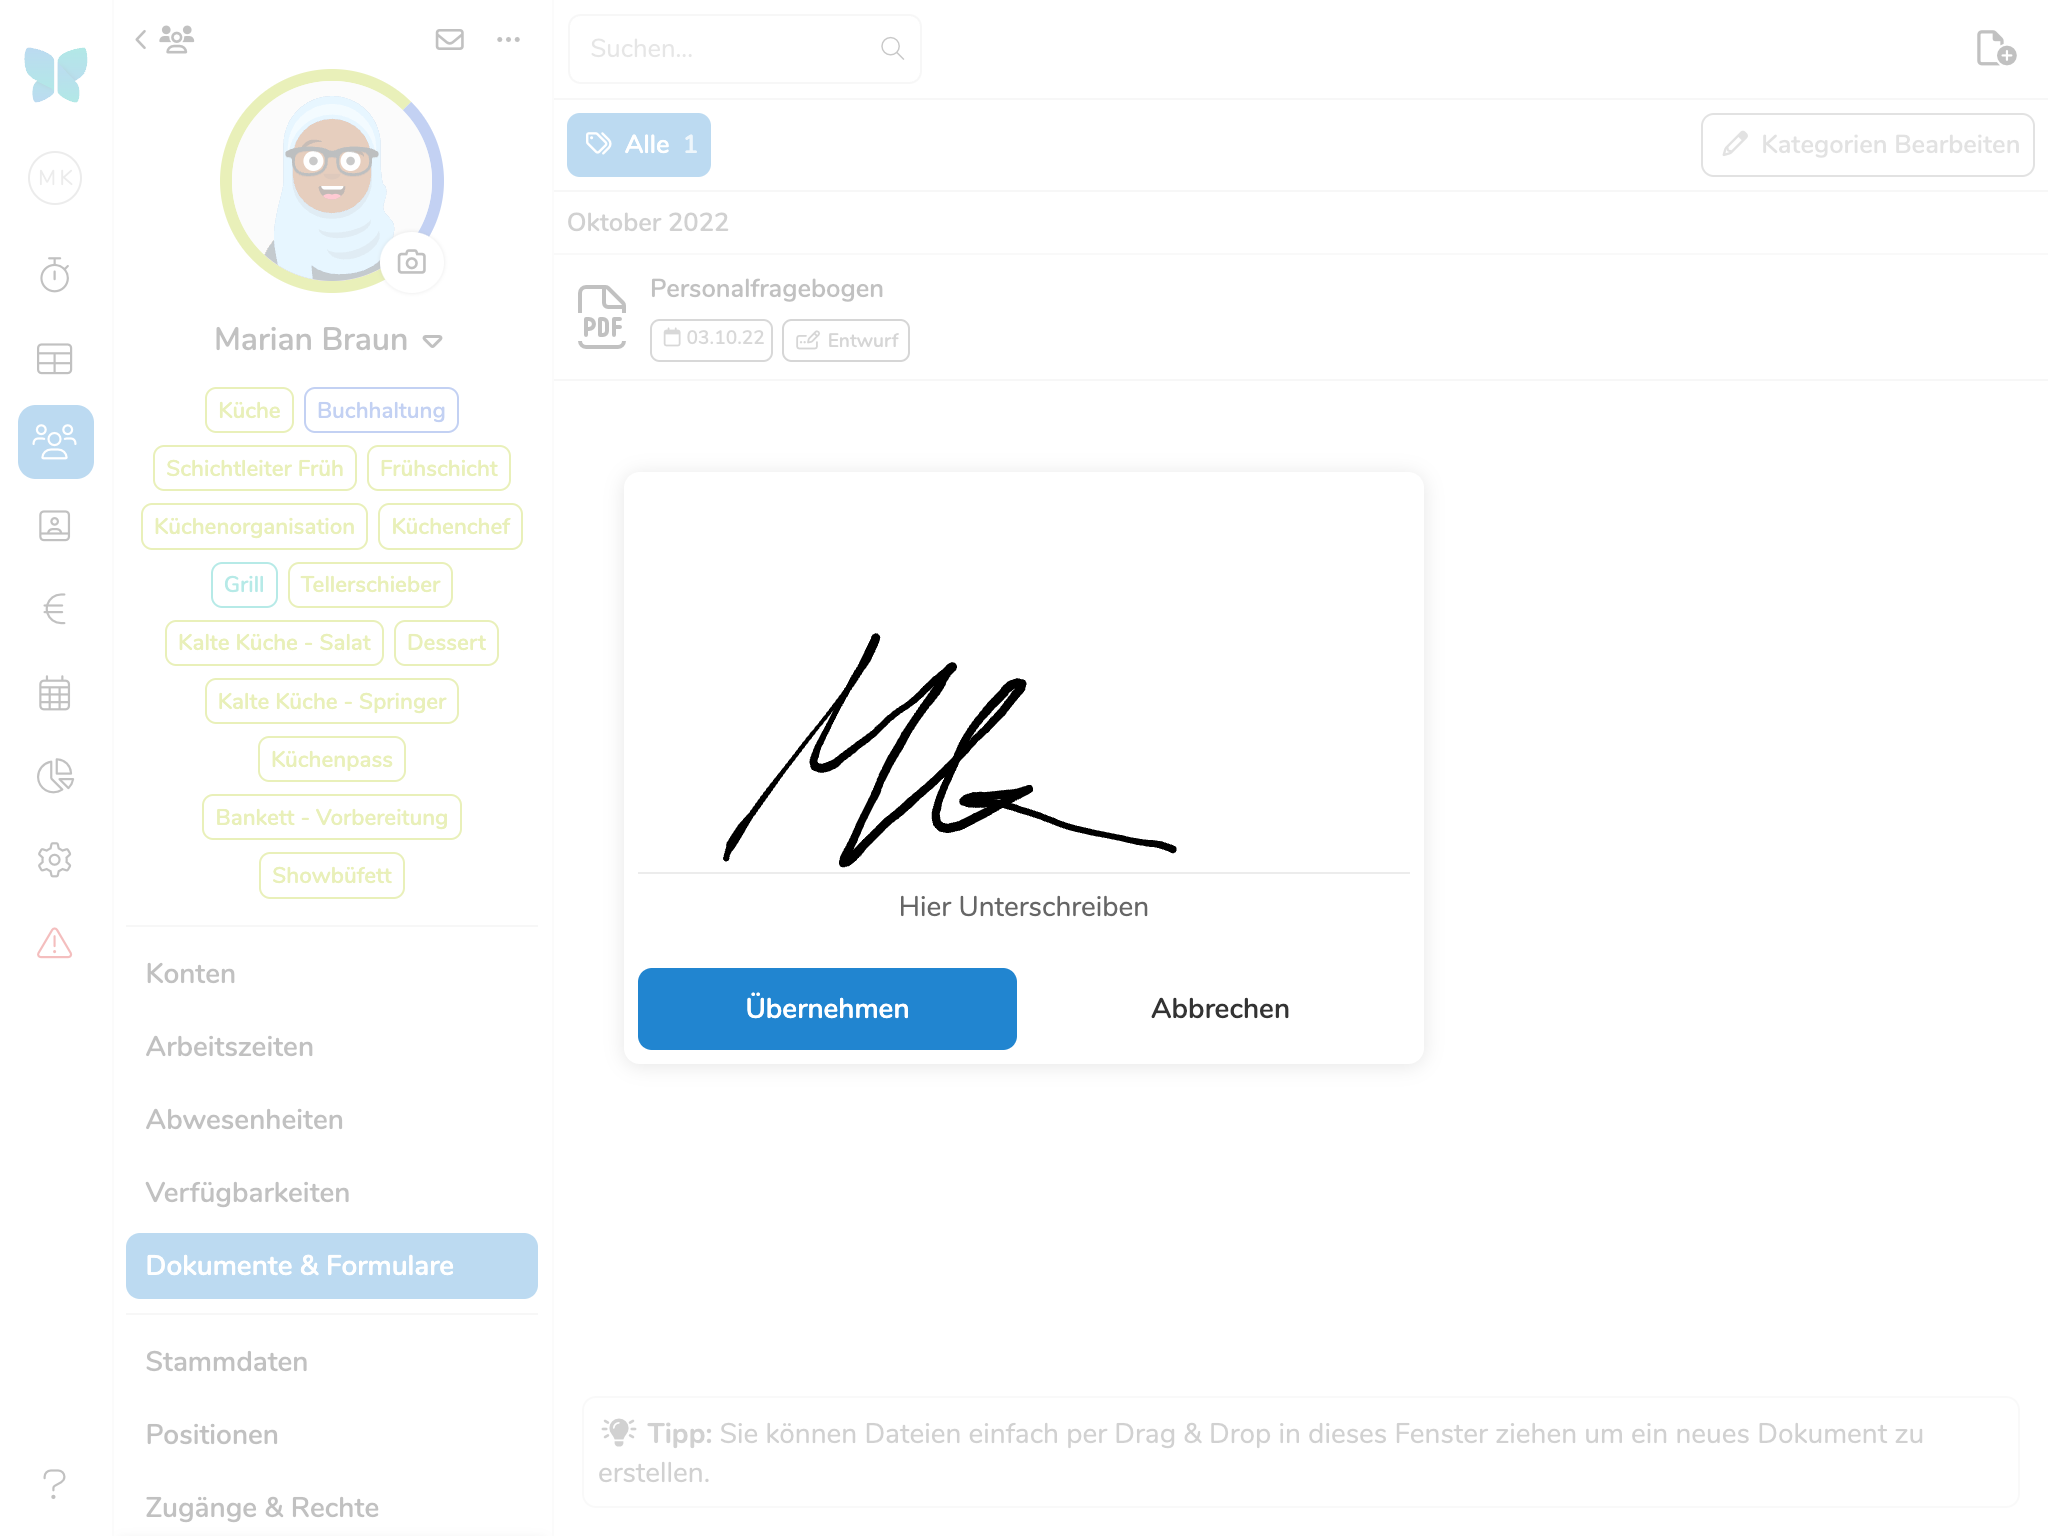 Suchen...
MK
Alle 1
Kategorien Bearbeiten
Oktober 2022
Personalfragebogen
PDF
03.10.22
Entwurf
Marian Braun
Küche
Buchhaltung
Schichtleiter Früh
Frühschicht
Küchenorganisation
Küchenchef
Grill
Tellerschieber
Kalte Küche - Salat
Dessert
Kalte Küche - Springer
Küchenpass
Bankett - Vorbereitung
Showbüfett
Konten
Arbeitszeiten
Abwesenheiten
Verfügbarkeiten
Dokumente & Formulare
Stammdaten
Positionen
Zugänge & Rechte
Hier Unterschreiben
Übernehmen
Abbrechen
Tipp: Sie können Dateien einfach per Drag & Drop in dieses Fenster ziehen um ein neues Dokument zu
erstellen.